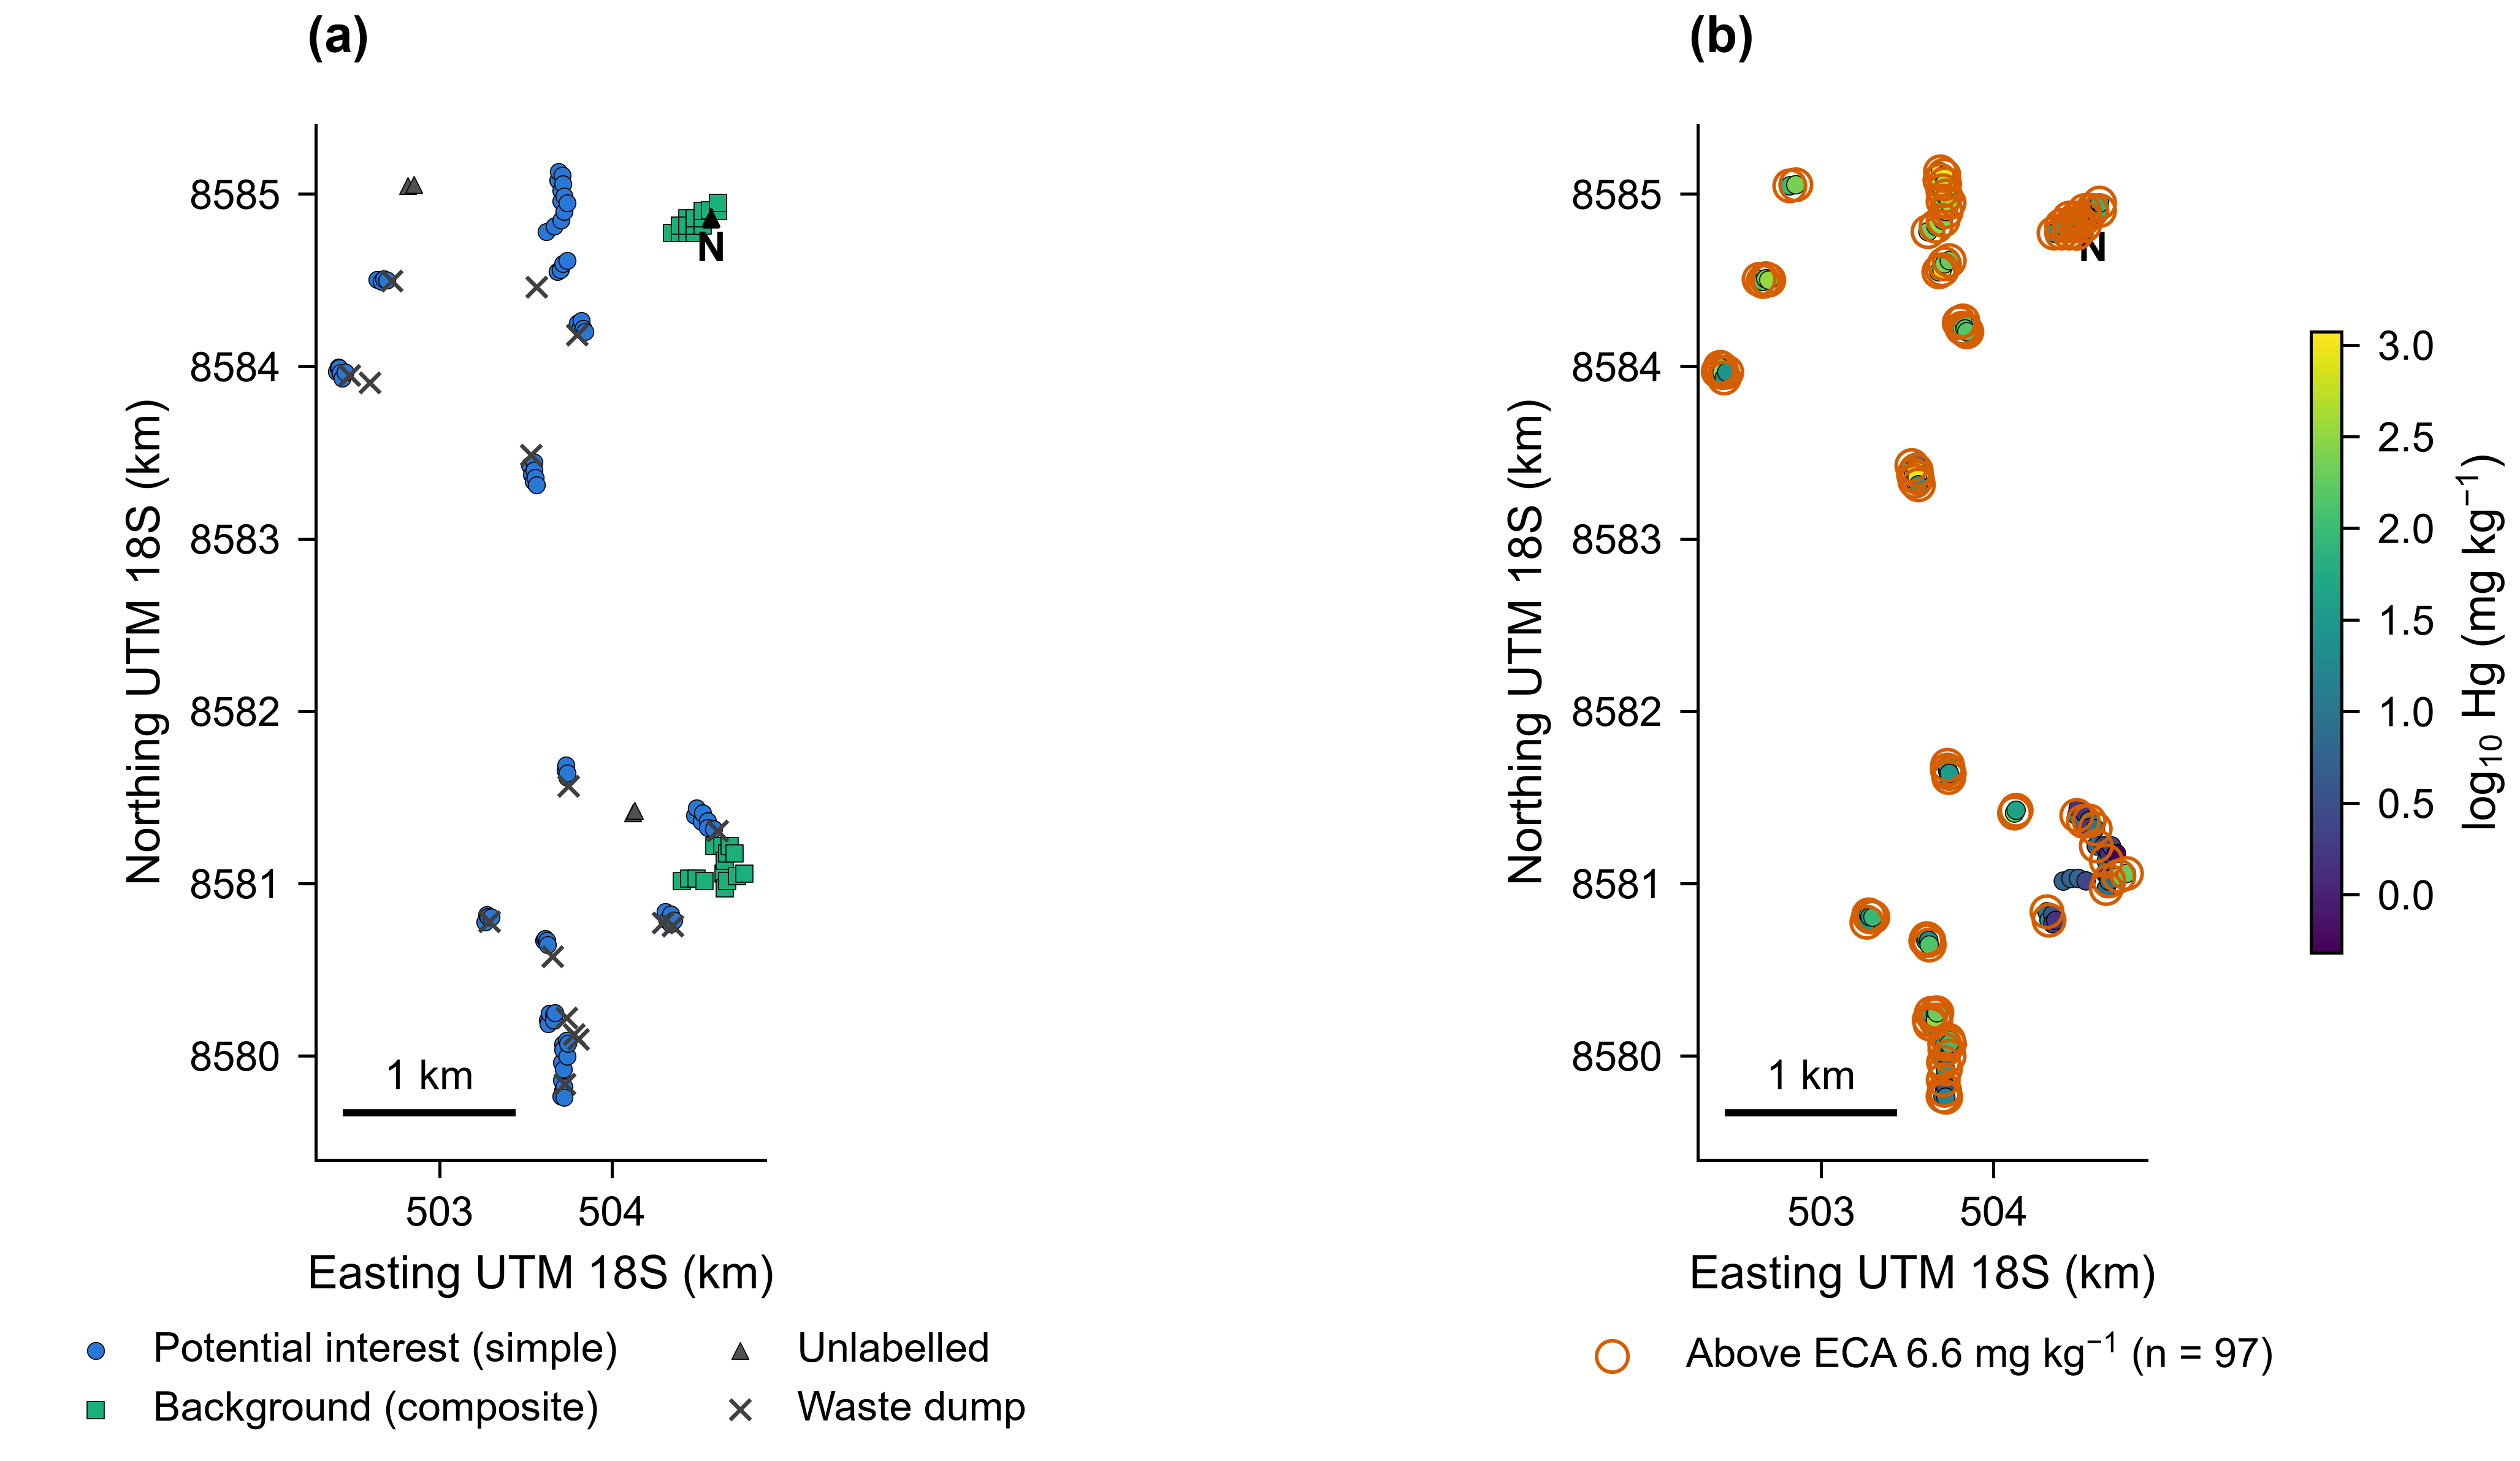 (a)
8585
8584
8583
8582
8581
8580
Northing UTM 18S (km)
N
1 km
503
504
Easting UTM 18S (km)
Potential interest (simple)
Background (composite)
Unlabelled
Waste dump
(b)
8585
8584
8583
8582
8581
8580
Northing UTM 18S (km)
N
1 km
503
504
Easting UTM 18S (km)
Above ECA 6.6 mg kg⁻¹ (n = 97)
3.0
2.5
2.0
1.5
1.0
0.5
0.0
log₁₀ Hg (mg kg⁻¹)